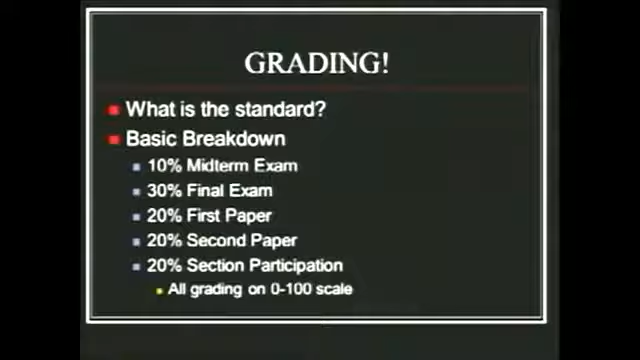 GRADING!
What is the standard?
Basic Breakdown
10% Midterm Exam
30% Final Exam
20% First Paper
20% Second Paper
20% Section Participation
All grading on 0-100 scale